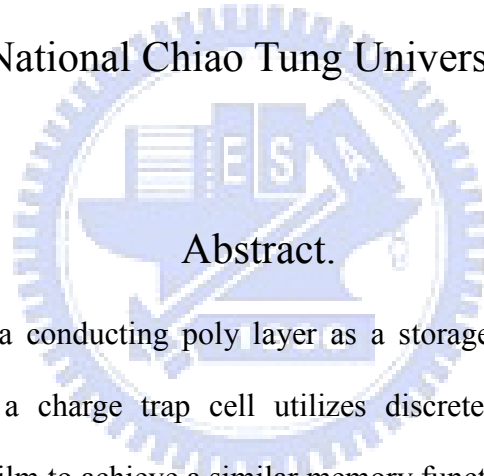 National Chiao Tung Univers
E S A
Abstract.
a conducting poly layer as a storage
a charge trap cell utilizes discrete
film to achieve a similar memory funct